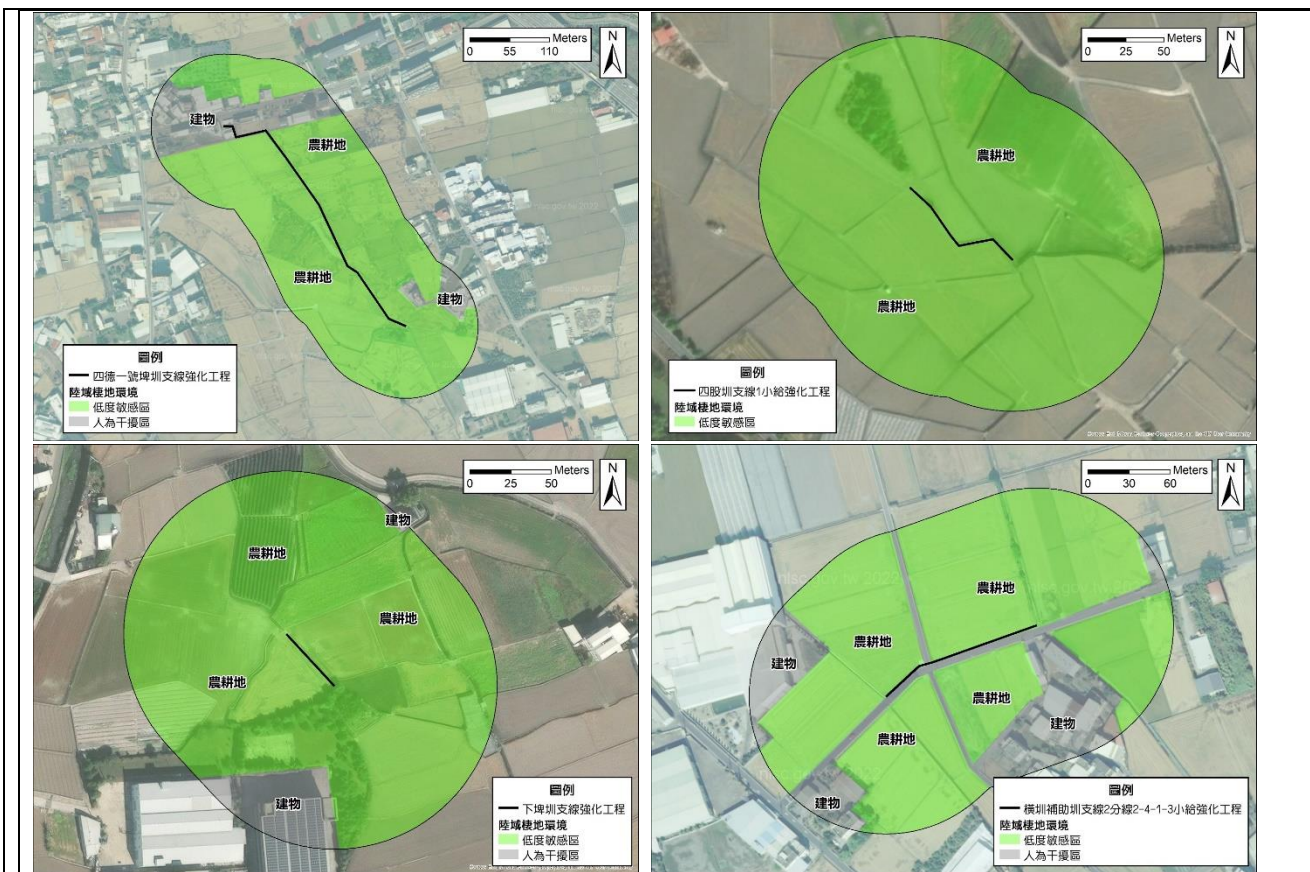 Meters
0 55 110
N
建物
農耕地
農耕地
建物
圖例
四德一號埤圳支線強化工程
陸域棲地環境
低度敏感區
人為干擾區
Meters
0 25 50
N
農耕地
農耕地
圖例
四股圳支線1小給強化工程
陸域棲地環境
低度敏感區
Meters
0 25 50
N
建物
農耕地
農耕地
農耕地
建物
圖例
下埤圳支線強化工程
陸域棲地環境
低度敏感區
人為干擾區
Meters
0 30 60
N
農耕地
農耕地
建物
農耕地
農耕地
建物
建物
圖例
橫圳補助圳支線2分線2-4-1-3小給強化工程
陸域棲地環境
低度敏感區
人為干擾區